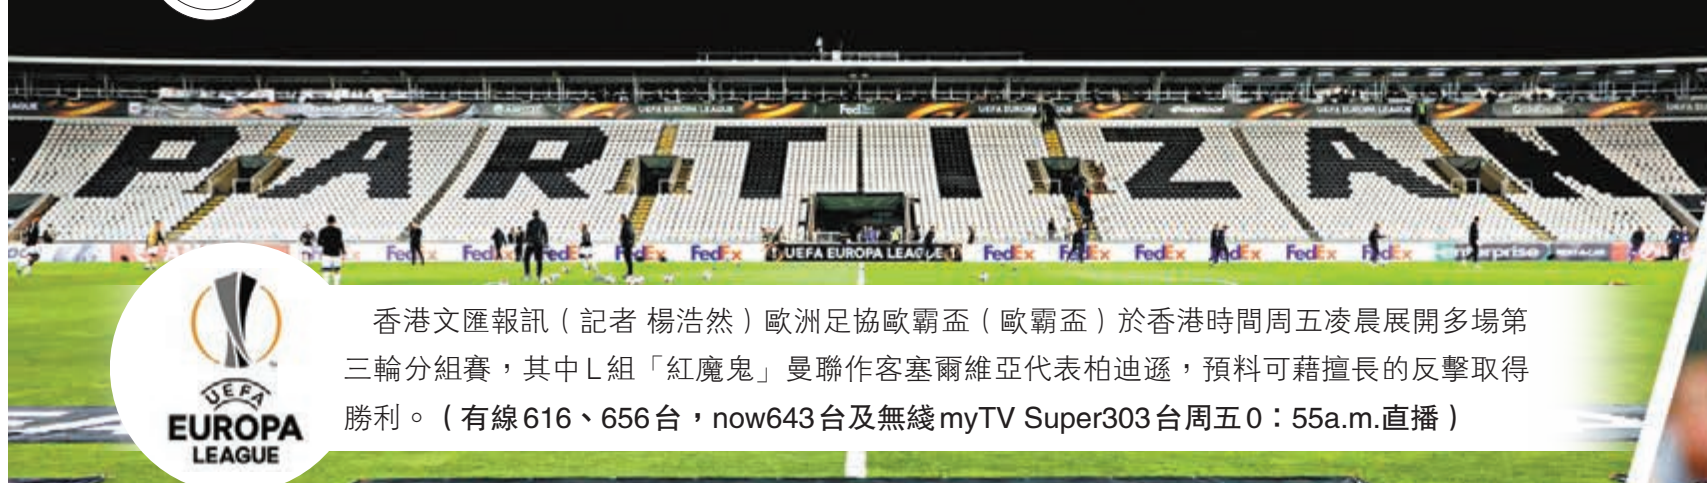 PARTIZAN
FedEx FedEx FedEx FedEx FedEx UEFA EUROPA LEAGUE FedEx FedEx FedEx FedEx FedEx enterprise
香港文匯報訊（記者 楊浩然）歐洲足協歐霸盃（歐霸盃）於香港時間周五凌晨展開多場第
三輪分組賽，其中L組「紅魔鬼」曼聯作客塞爾維亞代表柏迪遜，預料可藉擅長的反擊取得
勝利。（有線616、656台，now643台及無綫myTV Super303台周五0：55a.m.直播）
UEFA
EUROPA
LEAGUE